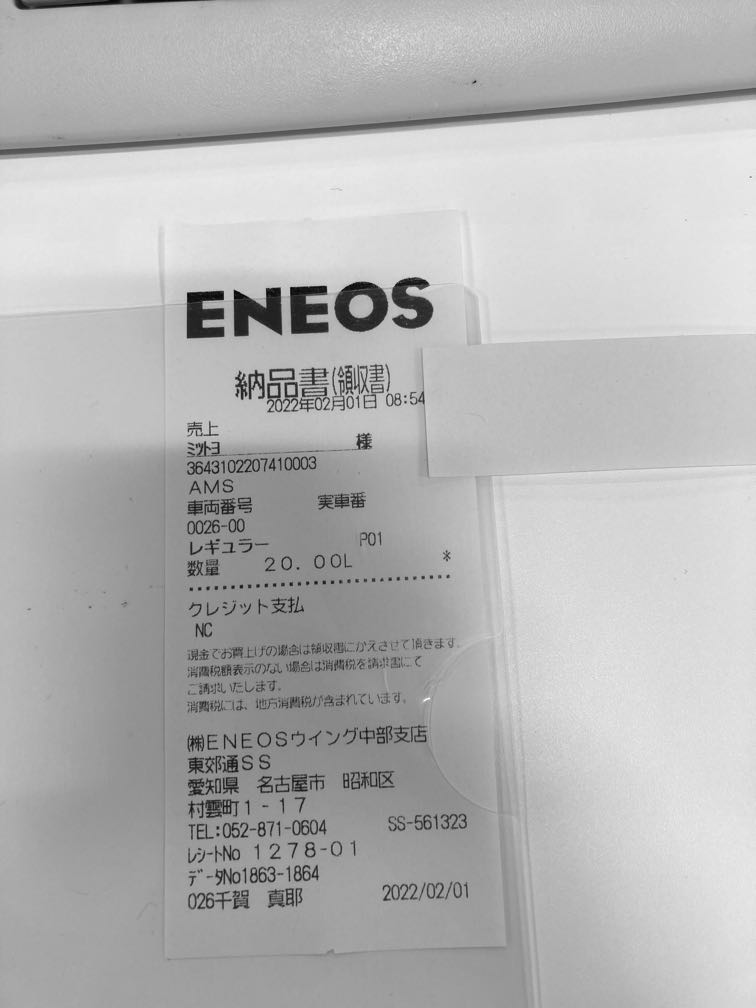 ENEOS
納品書(領収書)
2022年02月01日 08:54
売上
ミツトヨ 様
3643102207410003
AMS
車両番号 実車番
0026-00
レギュラー P01
数量 20.00L *
クレジット支払
NC
現金でお買上げの場合は領収書にかえさせて頂きます。
消費税額表示のない場合は消費税を請求書にて
ご請求いたします。
消費税には、地方消費税が含まれています。
㈱ENEOSウイング中部支店
東郊通SS
愛知県 名古屋市 昭和区
村雲町1-17
TEL:052-871-0604 SS-561323
レシートNo 1278-01
データNo1863-1864
026千賀 真耶 2022/02/01